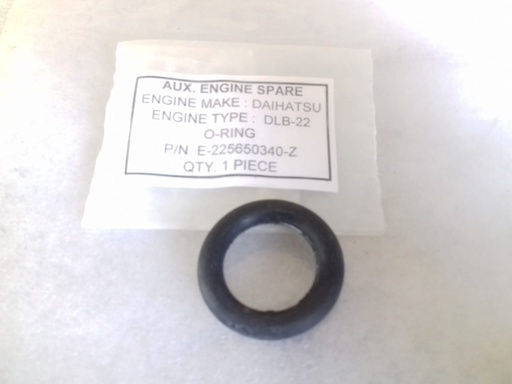 AUX. ENGINE SPARE
ENGINE MAKE : DAIHATSU
ENGINE TYPE : DLB-22
O-RING
P/N. E-225650340-Z
QTY. 1 PIECE